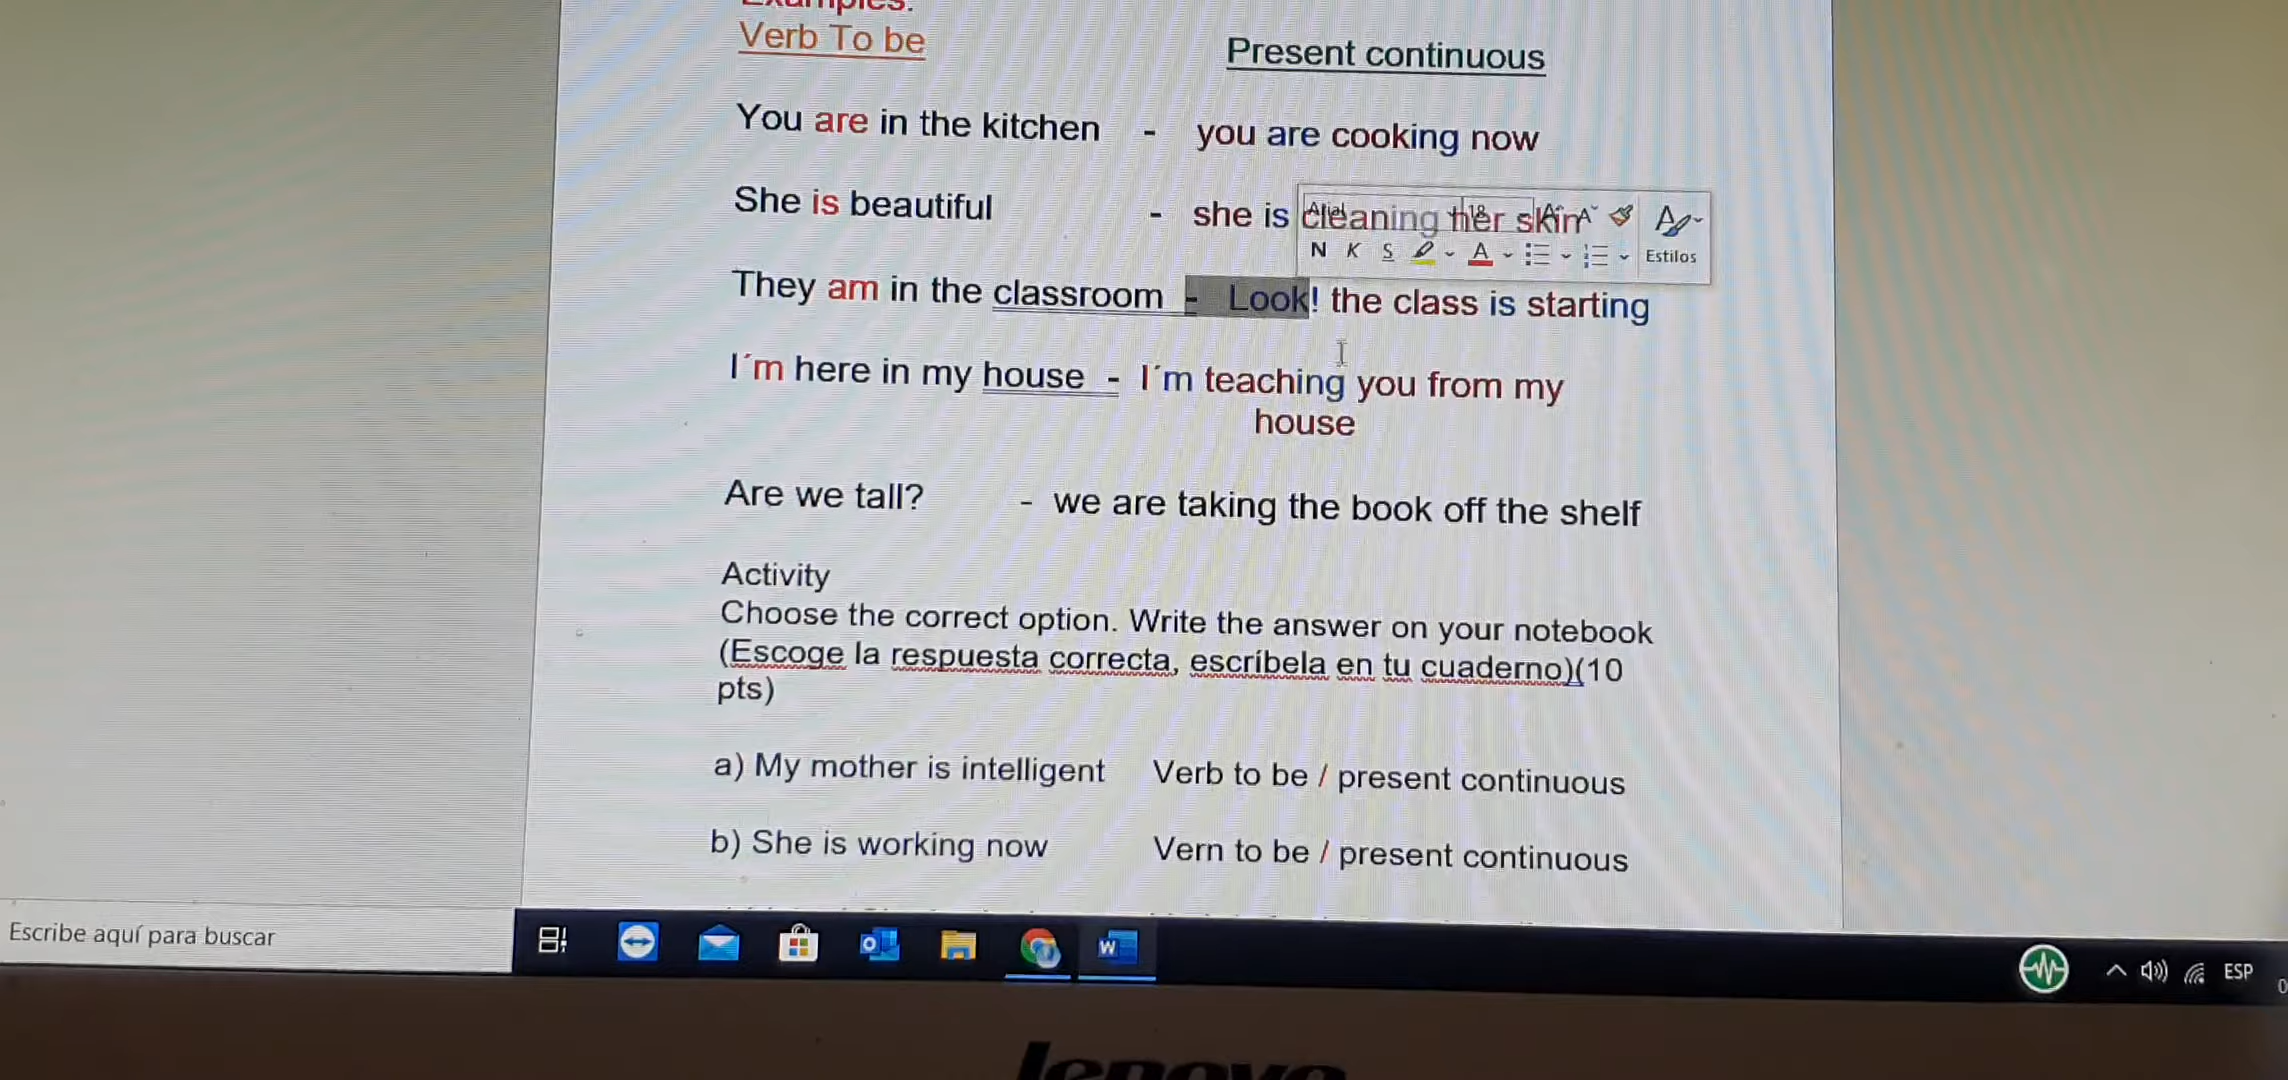 Examples:
Verb To be
Present continuous
You are in the kitchen - you are cooking now
She is beautiful - she is cleaning her skin
N K S A Estilos
They am in the classroom - Look! the class is starting
I´m here in my house - I´m teaching you from my
house
Are we tall? - we are taking the book off the shelf
Activity
Choose the correct option. Write the answer on your notebook
(Escoge la respuesta correcta, escríbela en tu cuaderno)(10
pts)
a) My mother is intelligent Verb to be / present continuous
b) She is working now Vern to be / present continuous
Escribe aquí para buscar
ESP
lenovo